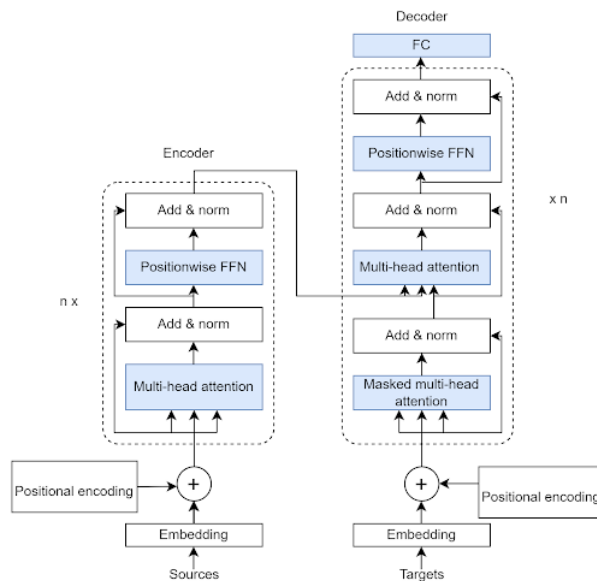 Decoder
FC
Add & norm
Positionwise FFN
Encoder
x n
Add & norm
Add & norm
Positionwise FFN
Multi-head attention
n x
Add & norm
Add & norm
Multi-head attention
Masked multi-head
attention
Positional encoding
+
+
Positional encoding
Embedding
Embedding
Sources
Targets